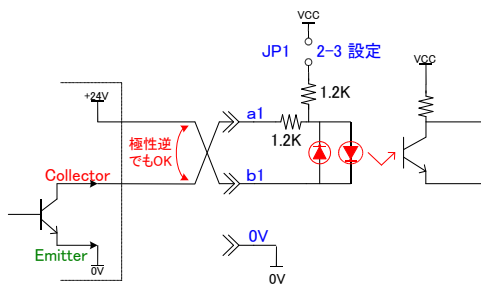 VCC
JP1 2-3 設定
VCC
1.2K
+24V
a1
1.2K
極性逆
でもOK
Collector
b1
Emitter
0V
0V
0V